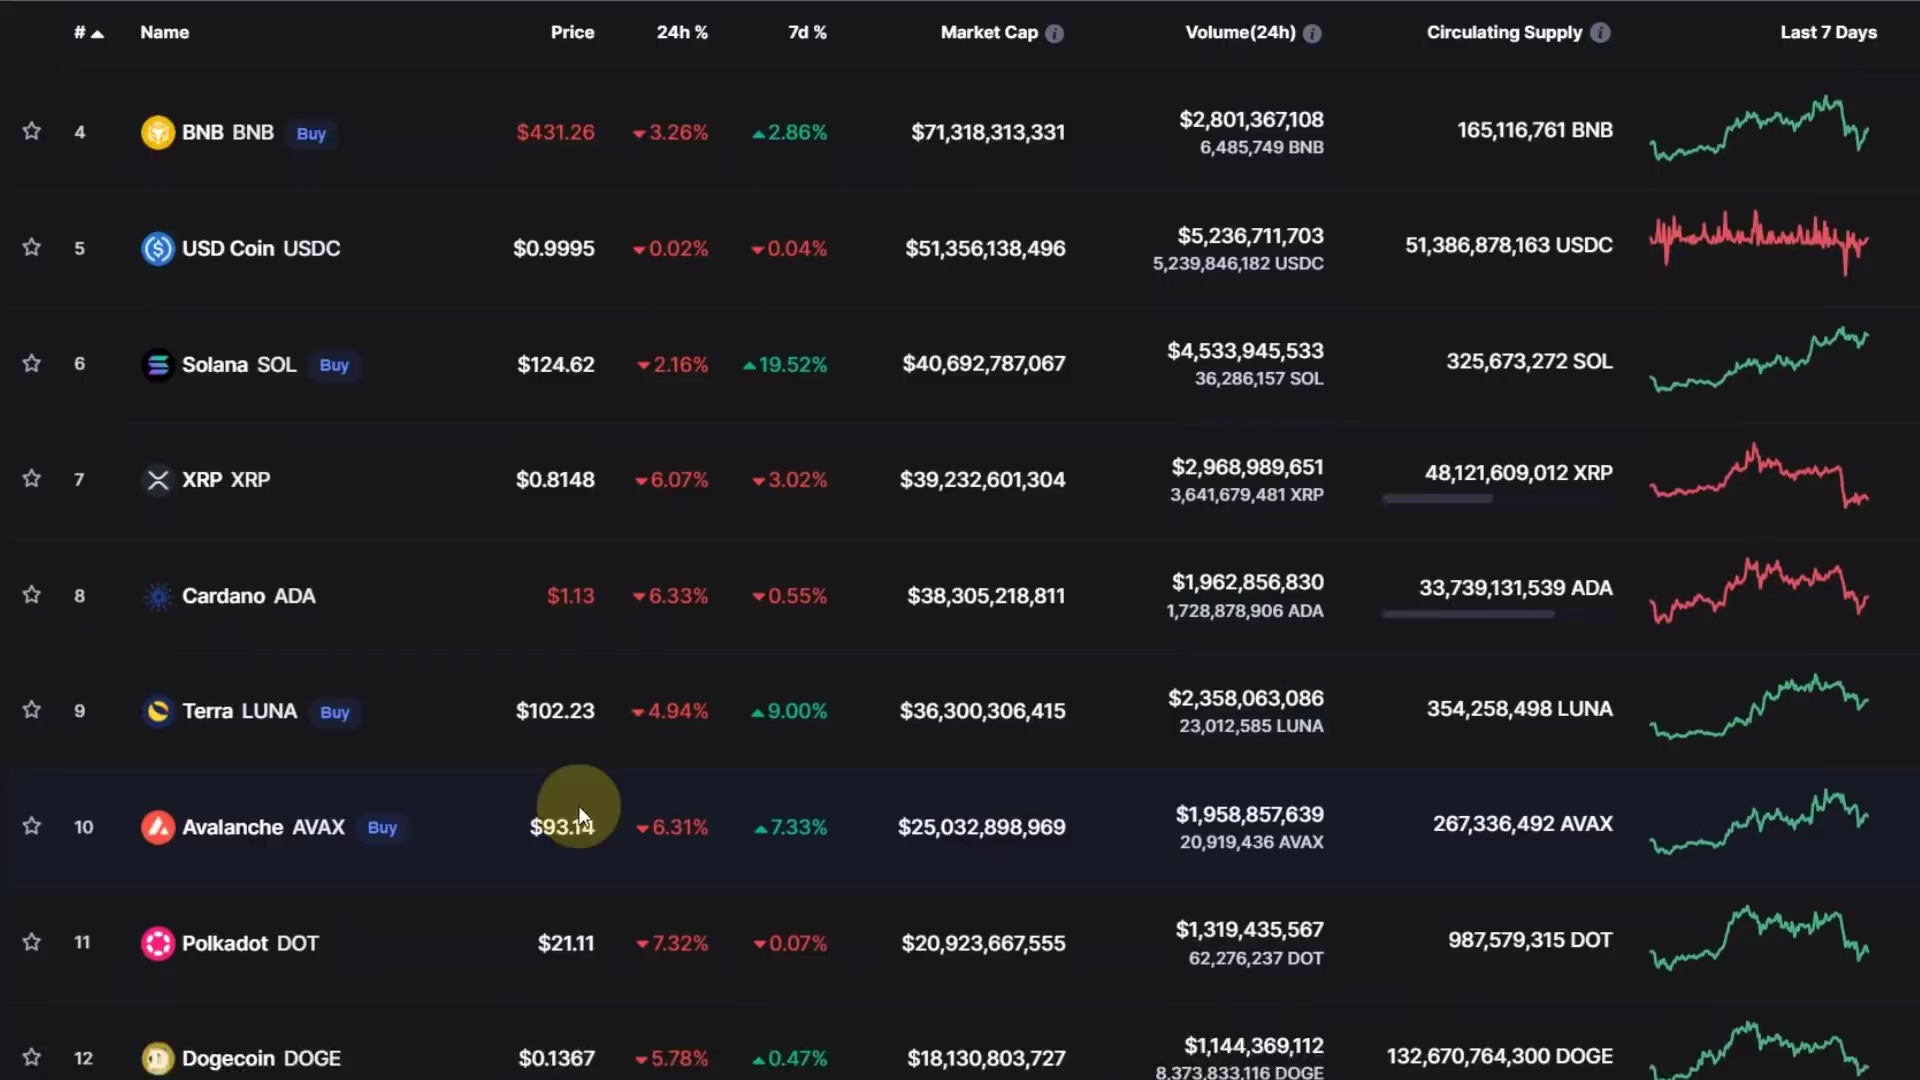 # Name Price 24h % 7d % Market Cap Volume(24h) Circulating Supply Last 7 Days
4 BNB BNB Buy $431.26 3.26% 2.86% $71,318,313,331 $2,801,367,108 165,116,761 BNB
6,485,749 BNB
5 USD Coin USDC $0.9995 0.02% 0.04% $51,356,138,496 $5,236,711,703 51,386,878,163 USDC
5,239,846,182 USDC
6 Solana SOL Buy $124.62 2.16% 19.52% $40,692,787,067 $4,533,945,533 325,673,272 SOL
36,286,157 SOL
7 XRP XRP $0.8148 6.07% 3.02% $39,232,601,304 $2,968,989,651 48,121,609,012 XRP
3,641,679,481 XRP
8 Cardano ADA $1.13 6.33% 0.55% $38,305,218,811 $1,962,856,830 33,739,131,539 ADA
1,728,878,906 ADA
9 Terra LUNA Buy $102.23 4.94% 9.00% $36,300,306,415 $2,358,063,086 354,258,498 LUNA
23,012,585 LUNA
10 Avalanche AVAX Buy $93.14 6.31% 7.33% $25,032,898,969 $1,958,857,639 267,336,492 AVAX
20,919,436 AVAX
11 Polkadot DOT $21.11 7.32% 0.07% $20,923,667,555 $1,319,435,567 987,579,315 DOT
62,276,237 DOT
12 Dogecoin DOGE $0.1367 5.78% 0.47% $18,130,803,727 $1,144,369,112 132,670,764,300 DOGE
8,373,833,116 DOGE